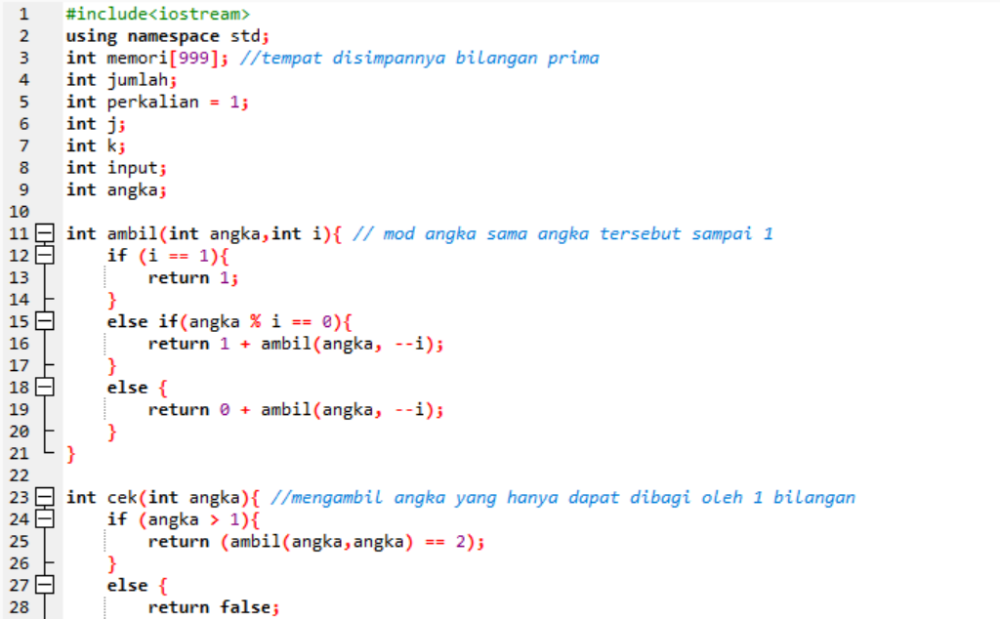 1 #include<iostream>
2 using namespace std;
3 int memori[999]; //tempat disimpannya bilangan prima
4 int jumlah;
5 int perkalian = 1;
6 int j;
7 int k;
8 int input;
9 int angka;
10
11 int ambil(int angka,int i){ // mod angka sama angka tersebut sampai 1
12     if (i == 1){
13         return 1;
14     }
15     else if(angka % i == 0){
16         return 1 + ambil(angka, --i);
17     }
18     else {
19         return 0 + ambil(angka, --i);
20     }
21 }
22
23 int cek(int angka){ //mengambil angka yang hanya dapat dibagi oleh 1 bilangan
24     if (angka > 1){
25         return (ambil(angka,angka) == 2);
26     }
27     else {
28         return false;